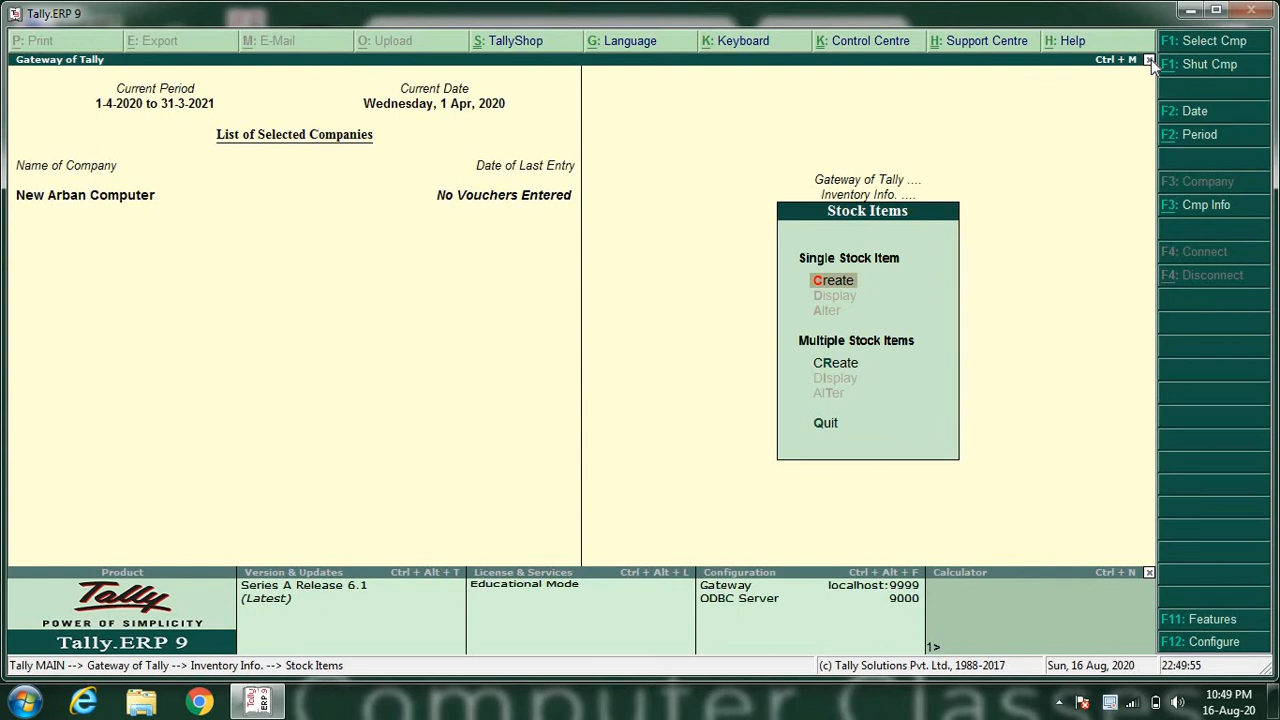 Tally.ERP 9
P: Print
E: Export
M: E-Mail
O: Upload
S: TallyShop
G: Language
K: Keyboard
K: Control Centre
H: Support Centre
H: Help
Gateway of Tally
Ctrl + M
Current Period
Current Date
1-4-2020 to 31-3-2021
Wednesday, 1 Apr, 2020
List of Selected Companies
Name of Company
Date of Last Entry
New Arban Computer
No Vouchers Entered
Gateway of Tally ....
Inventory Info. ....
Stock Items
Single Stock Item
Create
Display
Alter
Multiple Stock Items
CReate
DIsplay
AlTer
Quit
F1: Select Cmp
F1: Shut Cmp
F2: Date
F2: Period
F3: Company
F3: Cmp Info
F4: Connect
F4: Disconnect
F11: Features
F12: Configure
Product
Tally
POWER OF SIMPLICITY
Tally.ERP 9
Version & Updates
Ctrl + Alt + T
Series A Release 6.1
(Latest)
License & Services
Ctrl + Alt + L
Educational Mode
Configuration
Ctrl + Alt + F
Gateway
localhost:9999
ODBC Server
9000
Calculator
Ctrl + N
1>
Tally MAIN --> Gateway of Tally --> Inventory Info. --> Stock Items
(c) Tally Solutions Pvt. Ltd., 1988-2017
Sun, 16 Aug, 2020
22:49:55
10:49 PM
16-Aug-20